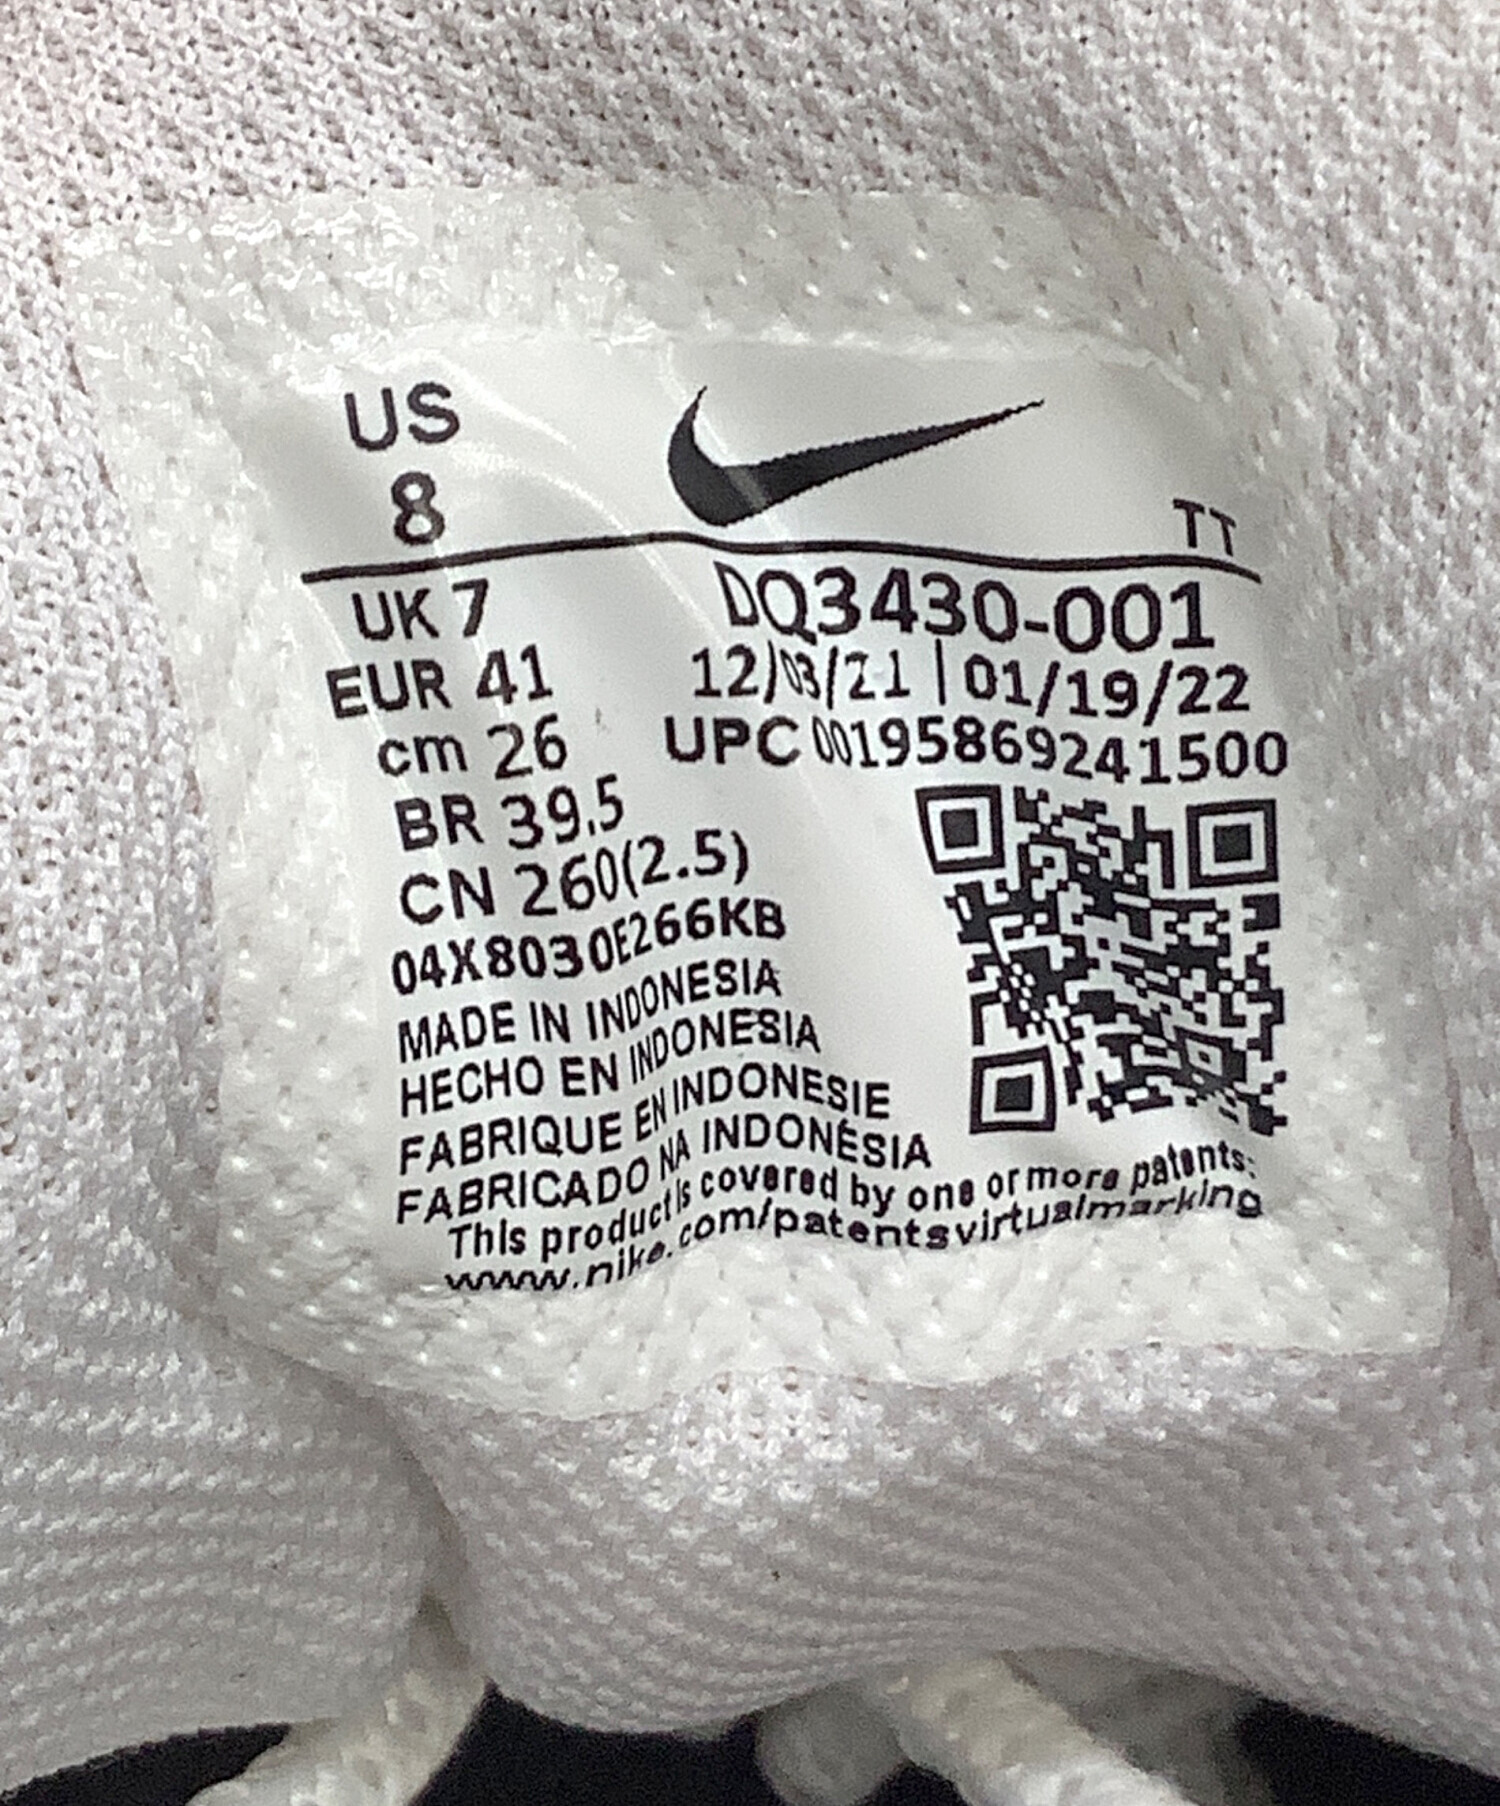 US
8
TT
UK 7
DQ3430-001
EUR 41
12/03/21 | 01/19/22
cm 26
UPC 00195869241500
BR 39.5
CN 260(2.5)
04X8030E266KB
MADE IN INDONESIA
HECHO EN INDONESIA
FABRIQUE EN INDONESIE
FABRICADO NA INDONÉSIA
This product is covered by one or more patents:
www.nike.com/patentsvirtualmarking